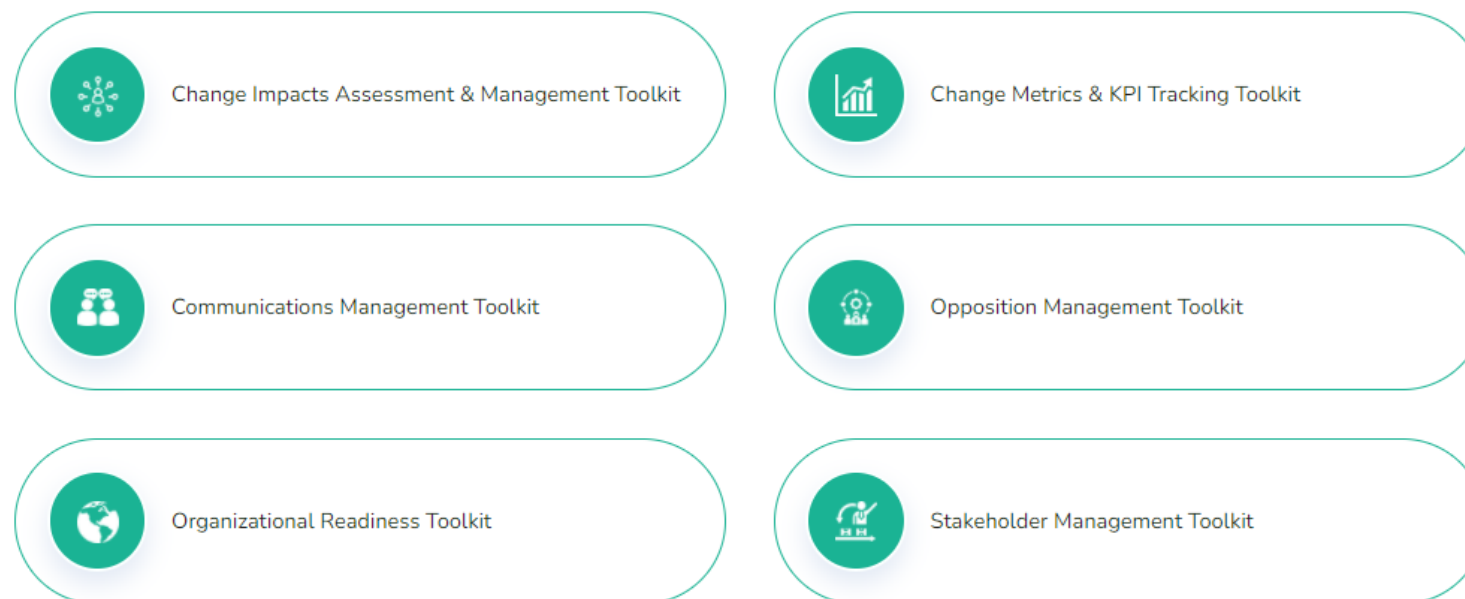 Change Impacts Assessment & Management Toolkit
Change Metrics & KPI Tracking Toolkit
Communications Management Toolkit
Opposition Management Toolkit
Organizational Readiness Toolkit
Stakeholder Management Toolkit